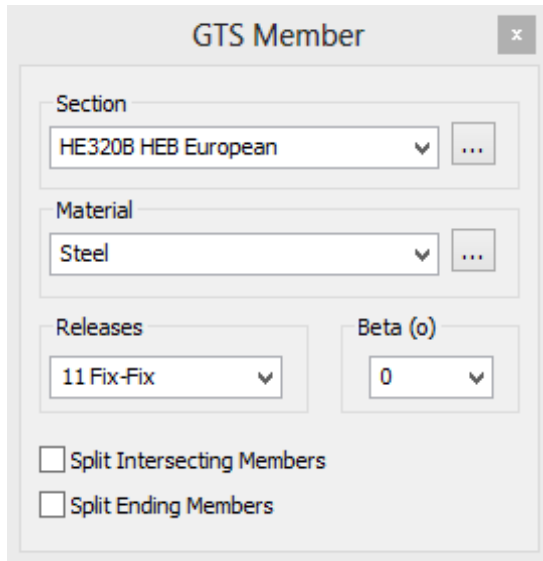 GTS Member
x
Section
HE320B HEB European
...
Material
Steel
...
Releases
Beta (o)
11 Fix-Fix
0
Split Intersecting Members
Split Ending Members